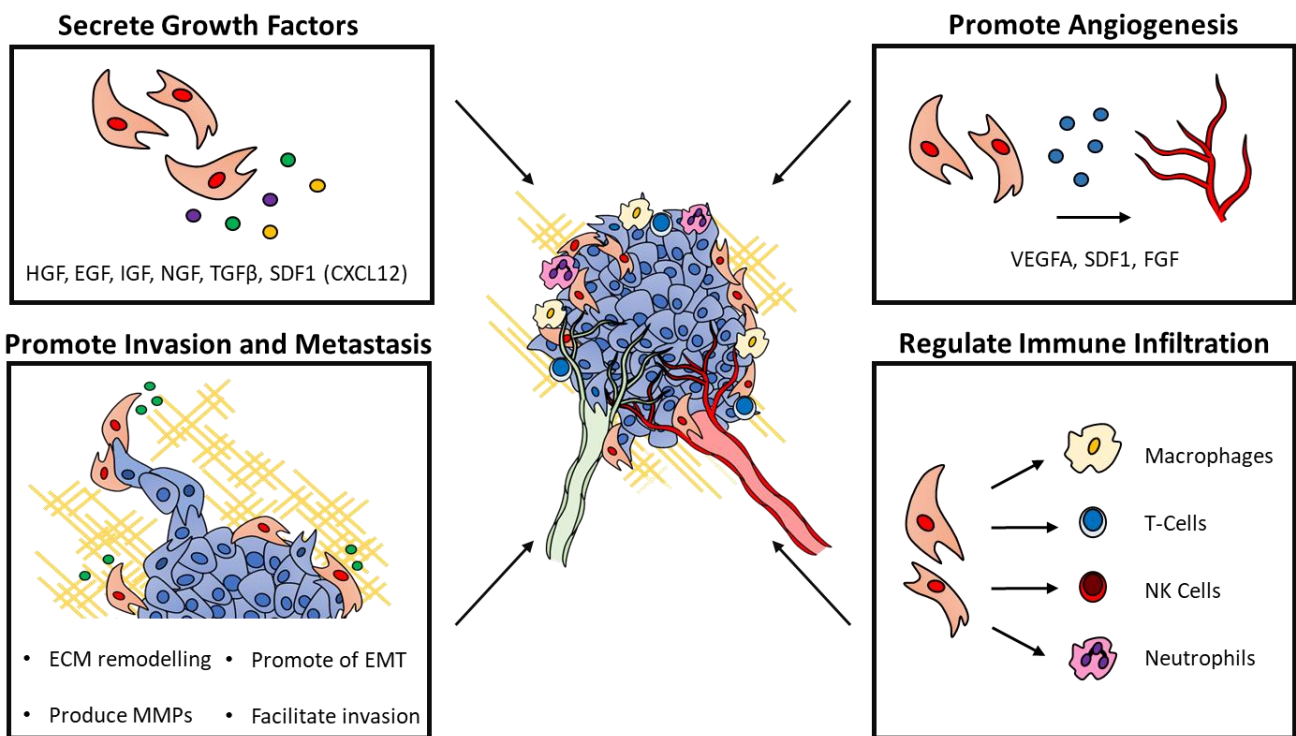 Secrete Growth Factors
HGF, EGF, IGF, NGF, TGFβ, SDF1 (CXCL12)
Promote Angiogenesis
VEGFA, SDF1, FGF
Promote Invasion and Metastasis
• ECM remodelling • Promote of EMT
• Produce MMPs • Facilitate invasion
Regulate Immune Infiltration
Macrophages
T-Cells
NK Cells
Neutrophils